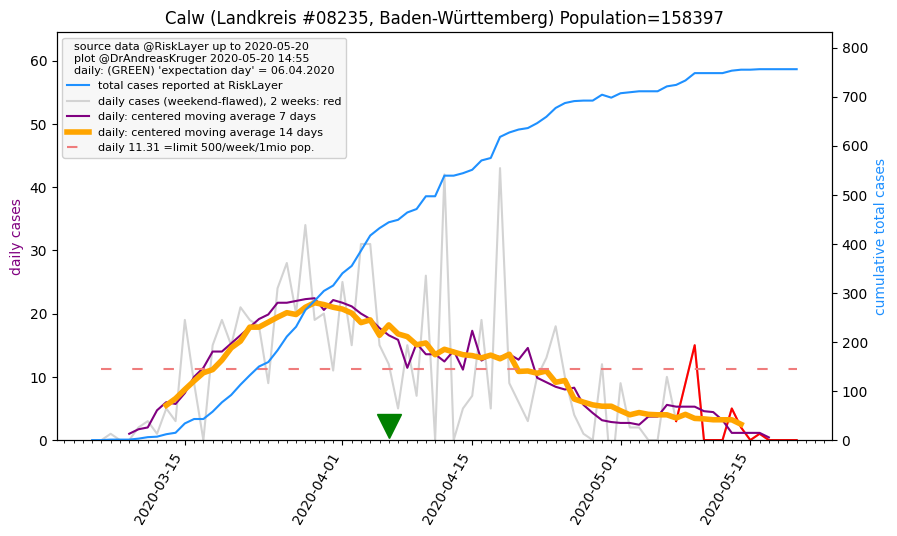 Calw (Landkreis #08235, Baden-Württemberg) Population=158397
source data @RiskLayer up to 2020-05-20
plot @DrAndreasKruger 2020-05-20 14:55
daily: (GREEN) 'expectation day' = 06.04.2020
total cases reported at RiskLayer
daily cases (weekend-flawed), 2 weeks: red
daily: centered moving average 7 days
daily: centered moving average 14 days
daily 11.31 =limit 500/week/1mio pop.
60
50
40
30
20
10
0
daily cases
800
700
600
500
400
300
200
100
0
cumulative total cases
2020-03-15
2020-04-01
2020-04-15
2020-05-01
2020-05-15